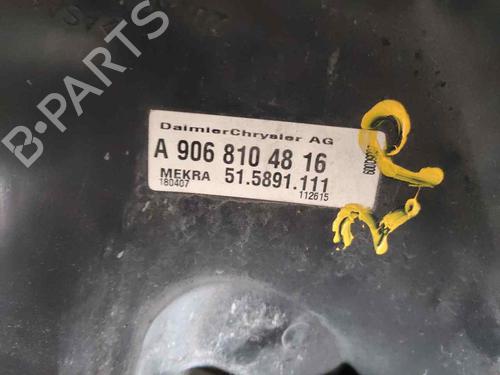 DaimlerChrysler AG
A 906 810 48 16
MEKRA 51.5891.111
180407 112615
B-PARTS